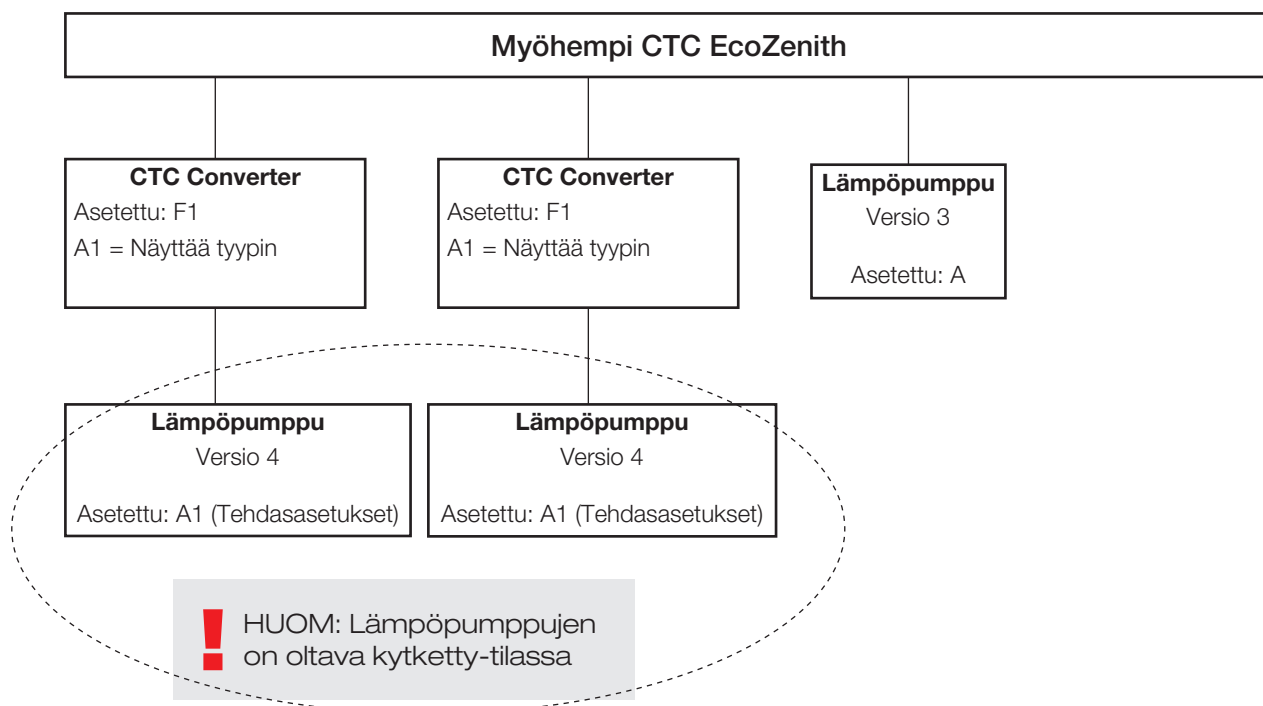 Myöhempi CTC EcoZenith
CTC Converter
Asetettu: F1
A1 = Näyttää tyypin
CTC Converter
Asetettu: F1
A1 = Näyttää tyypin
Lämpöpumppu
Versio 3
Asetettu: A
Lämpöpumppu
Versio 4
Asetettu: A1 (Tehdasasetukset)
Lämpöpumppu
Versio 4
Asetettu: A1 (Tehdasasetukset)
! HUOM: Lämpöpumppujen
on oltava kytketty-tilassa